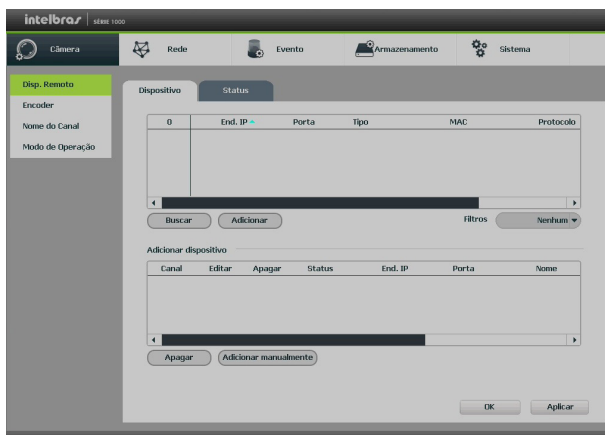 intelbras SÉRIE 1000
Câmera Rede Evento Armazenamento Sistema
Disp. Remoto
Encoder
Nome do Canal
Modo de Operação
Dispositivo Status
0 End. IP Porta Tipo MAC Protocolo
Buscar Adicionar Filtros Nenhum
Adicionar dispositivo
Canal Editar Apagar Status End. IP Porta Nome
Apagar Adicionar manualmente
OK Aplicar